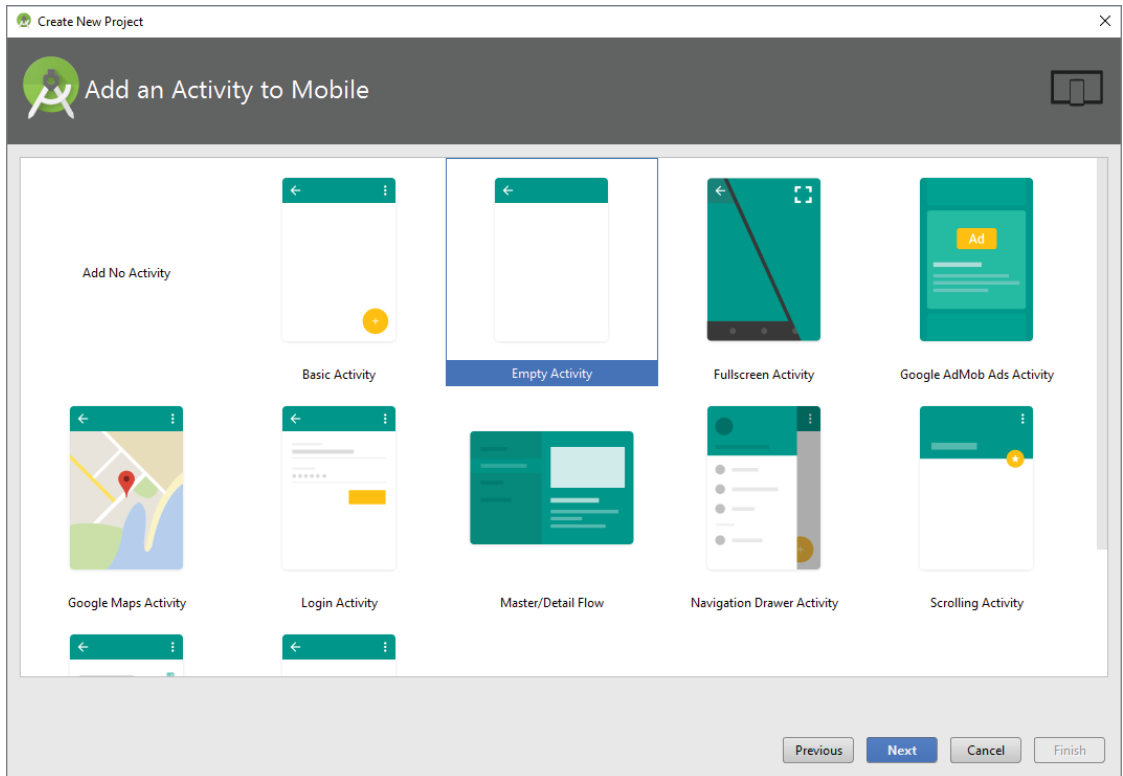 Create New Project
Add an Activity to Mobile
Add No Activity
Basic Activity
Empty Activity
Fullscreen Activity
Ad
Google AdMob Ads Activity
Google Maps Activity
Login Activity
Master/Detail Flow
Navigation Drawer Activity
Scrolling Activity
Previous
Next
Cancel
Finish